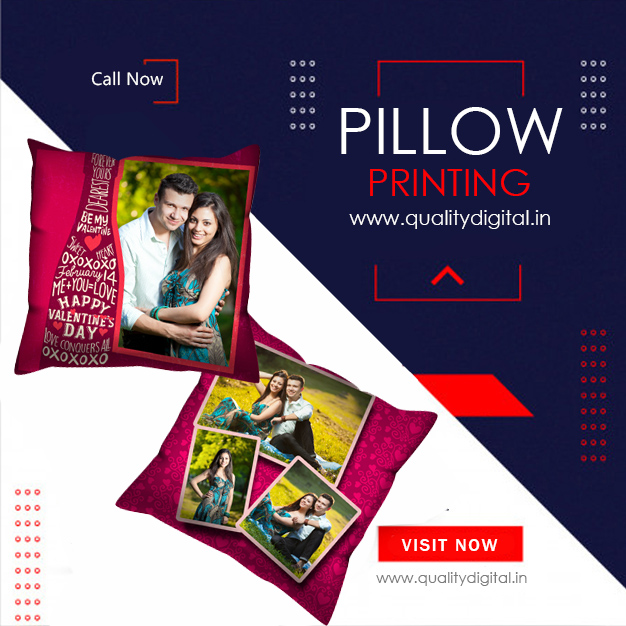 Call Now
PILLOW
PRINTING
www.qualitydigital.in
FOREVER
YOURS
DEAREST
BE MY
VALENTINE
SWEET HEART
OXOXOXO
February 14
ME+YOU=LOVE
HAPPY
VALENTINE'S
DAY
LOVE CONQUERS ALL
OXOXOXO
VISIT NOW
www.qualitydigital.in